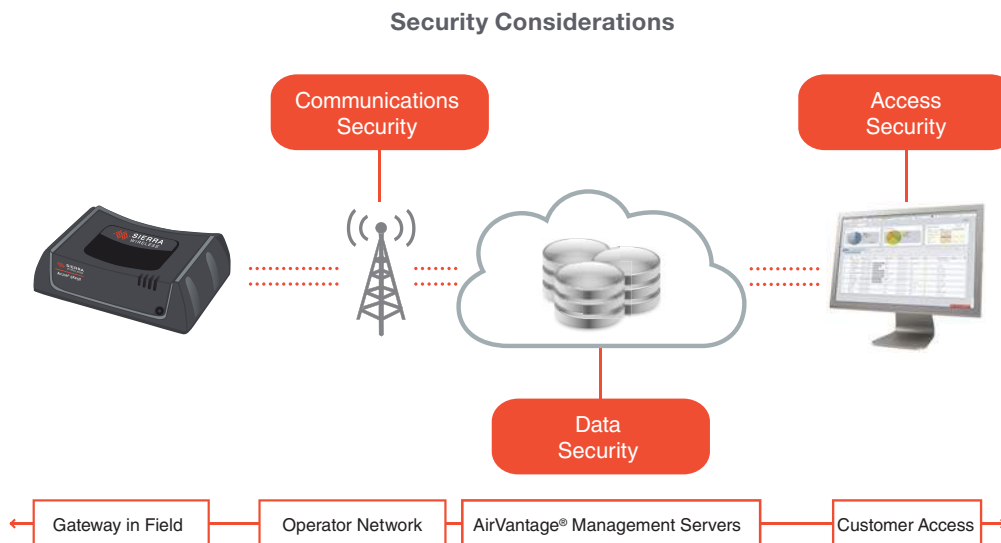 Security Considerations
Communications
Security
Access
Security
SIERRA
WIRELESS
SIERRA
Data
Security
Gateway in Field
Operator Network
AirVantage® Management Servers
Customer Access